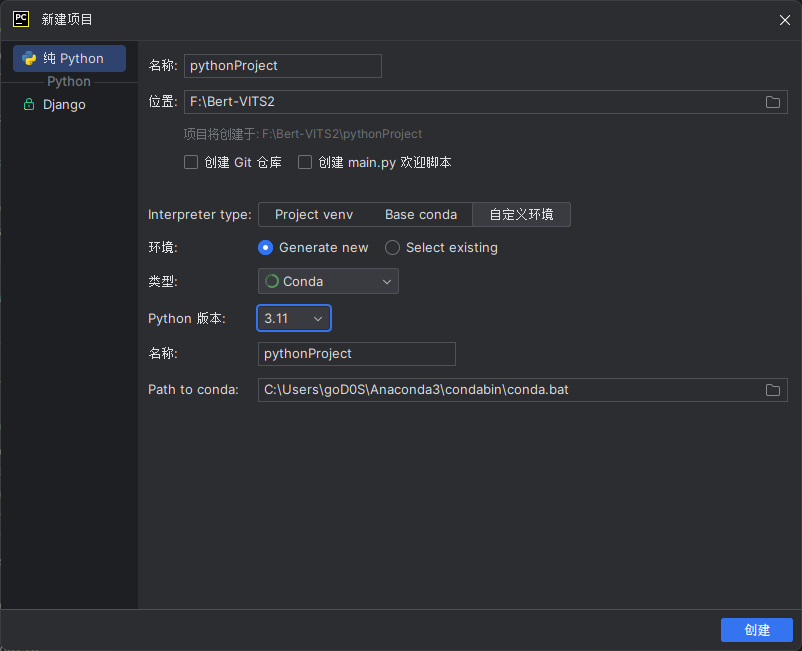 PC 新建项目
纯 Python
Python
Django
名称: pythonProject
位置: F:\Bert-VITS2
项目将创建于: F:\Bert-VITS2\pythonProject
创建 Git 仓库 创建 main.py 欢迎脚本
Interpreter type: Project venv Base conda 自定义环境
环境: Generate new Select existing
类型: Conda
Python 版本: 3.11
名称: pythonProject
Path to conda: C:\Users\goD0S\Anaconda3\condabin\conda.bat
创建